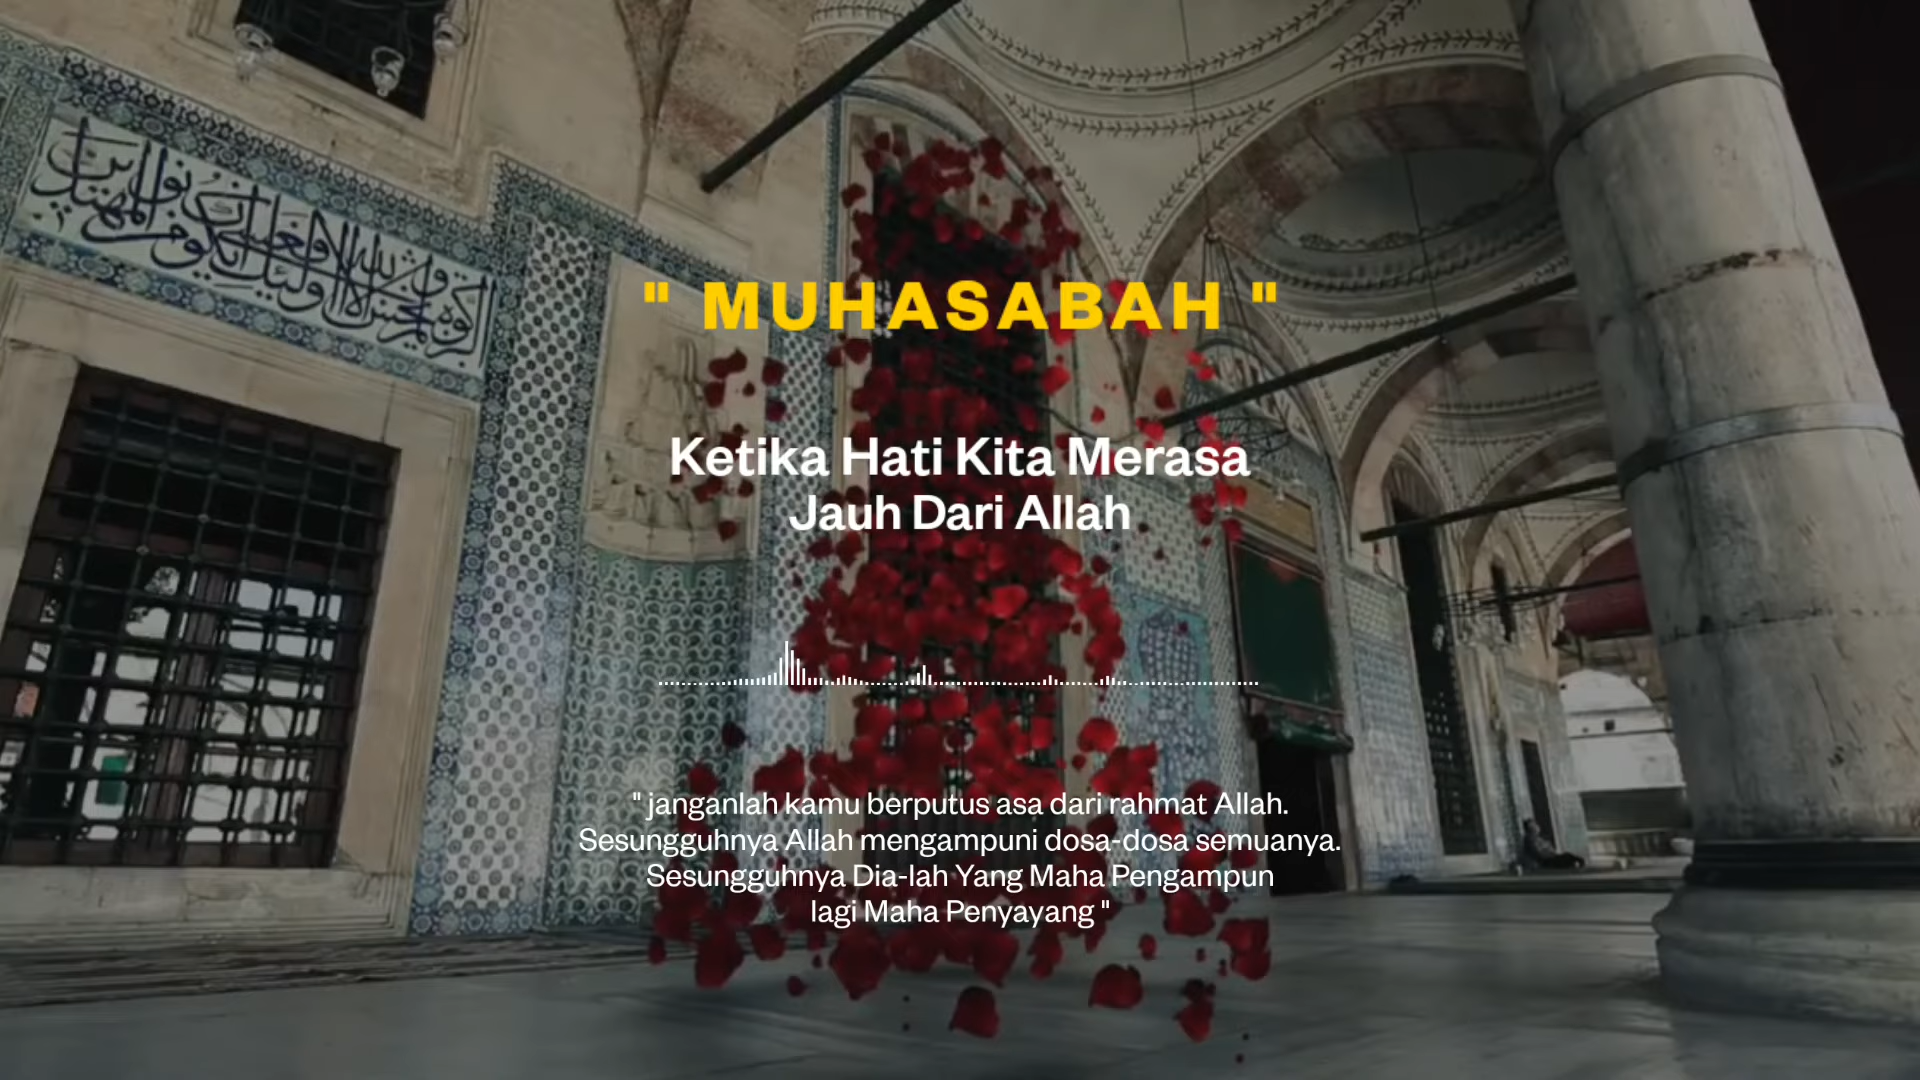 " MUHASABAH "
Ketika Hati Kita Merasa
Jauh Dari Allah
" janganlah kamu berputus asa dari rahmat Allah.
Sesungguhnya Allah mengampuni dosa-dosa semuanya.
Sesungguhnya Dia-lah Yang Maha Pengampun
lagi Maha Penyayang "